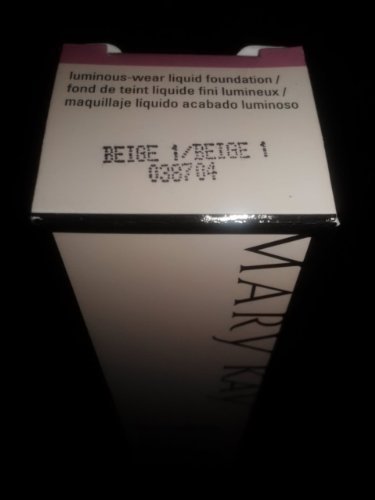 luminous-wear liquid foundation /
fond de teint liquide fini lumineux /
maquillaje líquido acabado luminoso
BEIGE 1/BEIGE 1
038704
MARY KAY